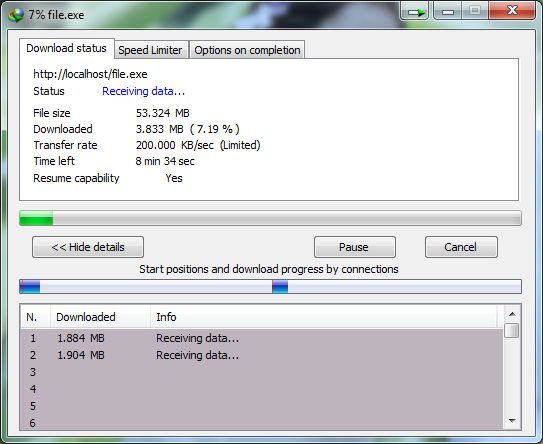 7% file.exe
Download status Speed Limiter Options on completion
http://localhost/file.exe
Status Receiving data...
File size 53.324 MB
Downloaded 3.833 MB ( 7.19 % )
Transfer rate 200.000 KB/sec (Limited)
Time left 8 min 34 sec
Resume capability Yes
<< Hide details Pause Cancel
Start positions and download progress by connections
N. Downloaded Info
1 1.884 MB Receiving data...
2 1.904 MB Receiving data...
3
4
5
6